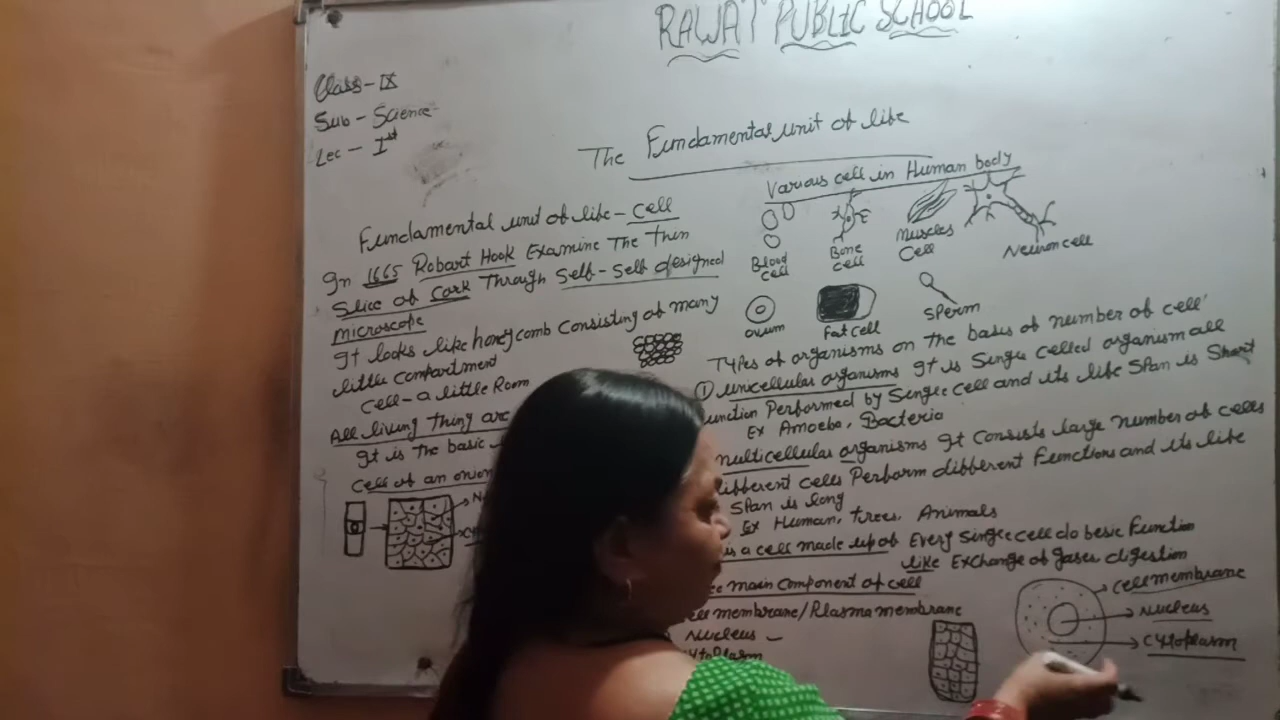 RAWAT PUBLIC SCHOOL
Class - IX
Sub - Science
Lec - Ist
The Fundamental unit of life
Fundamental unit of life - Cell
In 1665 Robart Hook Examine The thin
Slice of Cork Through Self-Self designed
microscope
It looks like honeycomb consisting of many
little compartment
Cell - a little Room
All living Thing are
It is the basic
Cell of an onion
Various cell in Human body
Blood cell
Bone cell
Muscles Cell
Neuron cell
ovum
Fat cell
Sperm
Types of organisms on the basis of number of cell
① unicellular organisms It is Single celled organism all
function Performed by Single cell and its life Span is Short
Ex Amoeba, Bacteria
multicellular organisms It consists large number of cells
different cells Perform different Functions and its life
Span is long
Ex Human, trees, Animals
is a cell made up of Every single cell do besic Function
like Exchange of gases digestion
main component of cell
cell membrane/Plasma membrane
Nucleus
Cytoplasm
Cell membrane
Nucleus
Cytoplasm